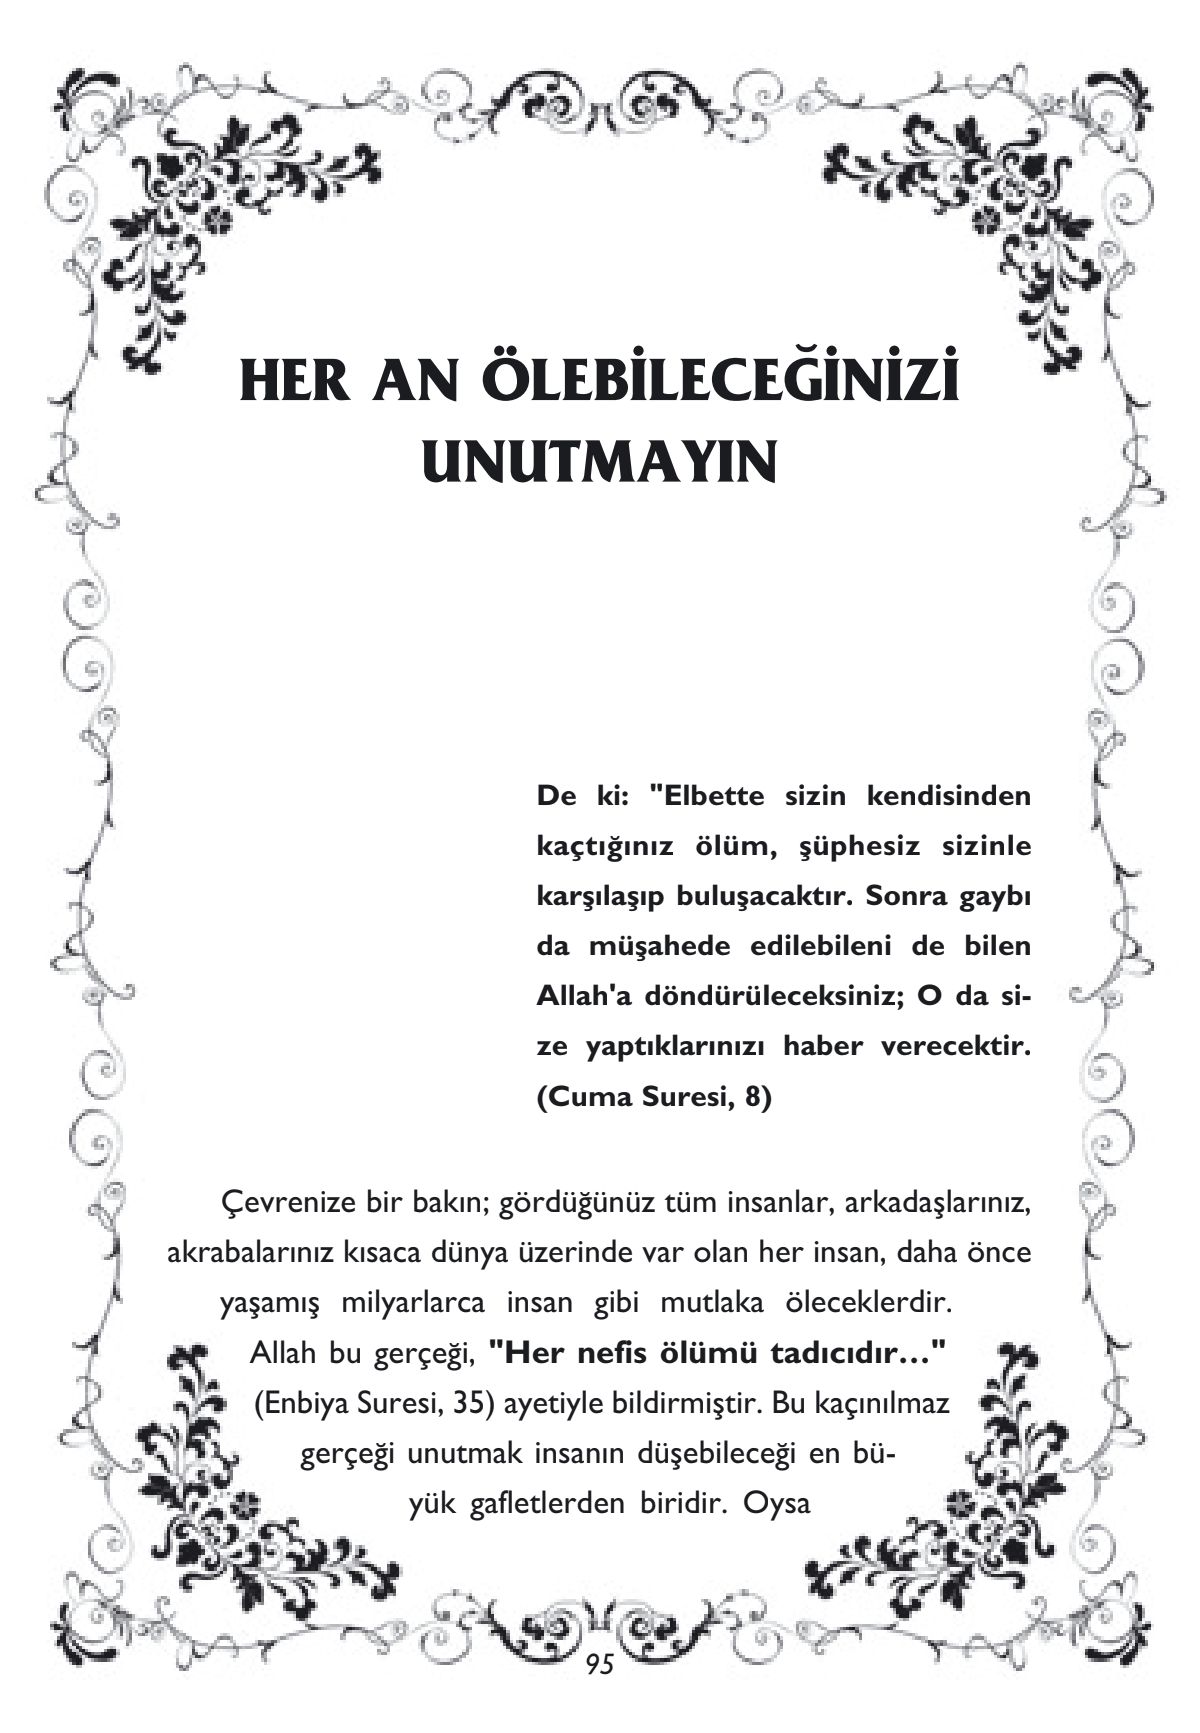 HER AN ÖLEBİLECEĞİNİZİ
UNUTMAYIN
De ki: "Elbette sizin kendisinden
kaçtığınız ölüm, şüphesiz sizinle
karşılaşıp buluşacaktır. Sonra gaybı
da müşahede edilebileni de bilen
Allah'a döndürüleceksiniz; O da si-
ze yaptıklarınızı haber verecektir.
(Cuma Suresi, 8)
Çevrenize bir bakın; gördüğünüz tüm insanlar, arkadaşlarınız,
akrabalarınız kısaca dünya üzerinde var olan her insan, daha önce
yaşamış milyarlarca insan gibi mutlaka öleceklerdir.
Allah bu gerçeği, "Her nefis ölümü tadıcıdır..."
(Enbiya Suresi, 35) ayetiyle bildirmiştir. Bu kaçınılmaz
gerçeği unutmak insanın düşebileceği en bü-
yük gafletlerden biridir. Oysa
95